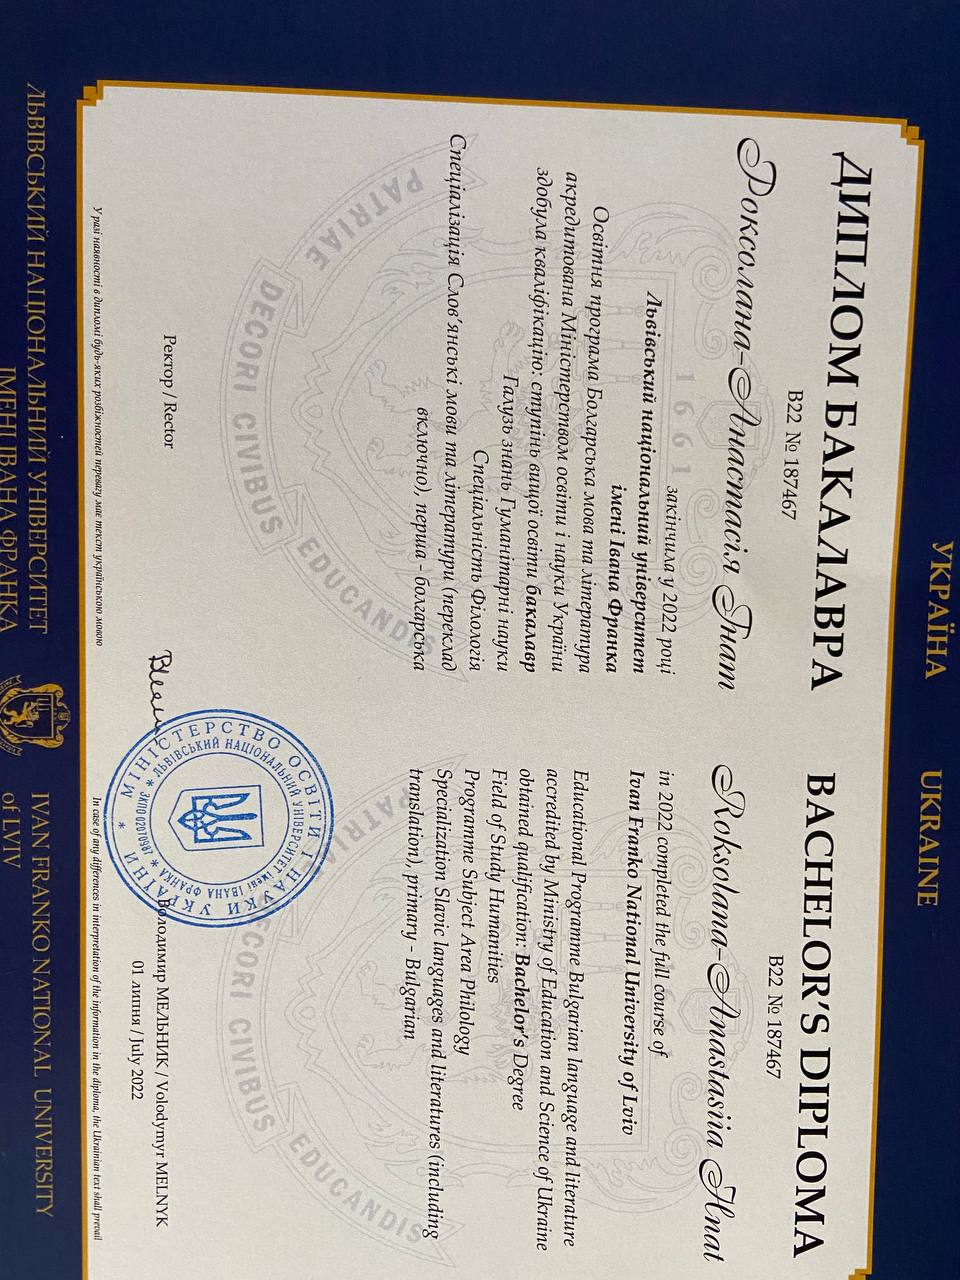 УКРАЇНА
UKRAINE
ДИПЛОМ БАКАЛАВРА
В22 № 187467
Роксолана-Анастасія Гнат
закінчила у 2022 році
Львівський національний університет
імені Івана Франка
Освітня програма Болгарська мова та література
акредитована Міністерством освіти і науки України
здобула кваліфікацію: ступінь вищої освіти бакалавр
Галузь знань Гуманітарні науки
Спеціальність Філологія
Спеціалізація Слов’янські мови та літератури (переклад
включно), перша - болгарська
BACHELOR’S DIPLOMA
B22 № 187467
Roksolana-Anastasiia Hnat
in 2022 completed the full course of
Ivan Franko National University of Lviv
Educational Programme Bulgarian language and literature
accredited by Ministry of Education and Science of Ukraine
obtained qualification: Bachelor’s Degree
Field of Study Humanities
Programme Subject Area Philology
Specialization Slavic languages and literatures (including
translation), primary - Bulgarian
1661
PATRIAE DECORI CIVIBUS EDUCANDIS
PATRIAE DECORI CIVIBUS EDUCANDIS
Ректор / Rector
Володимир МЕЛЬНИК / Volodymyr MELNYK
01 липня / July 2022
МІНІСТЕРСТВО ОСВІТИ І НАУКИ УКРАЇНИ *
* ЛЬВІВСЬКИЙ НАЦІОНАЛЬНИЙ УНІВЕРСИТЕТ імені ІВАНА ФРАНКА *
ЗКПО 02070987
У разі наявності в дипломі будь-яких розбіжностей перевагу має текст українською мовою
In case of any differences in interpretation of the information in the diploma, the Ukrainian text shall prevail
ЛЬВІВСЬКИЙ НАЦІОНАЛЬНИЙ УНІВЕРСИТЕТ
ІМЕНІ ІВАНА ФРАНКА
IVAN FRANKO NATIONAL UNIVERSITY
of LVIV